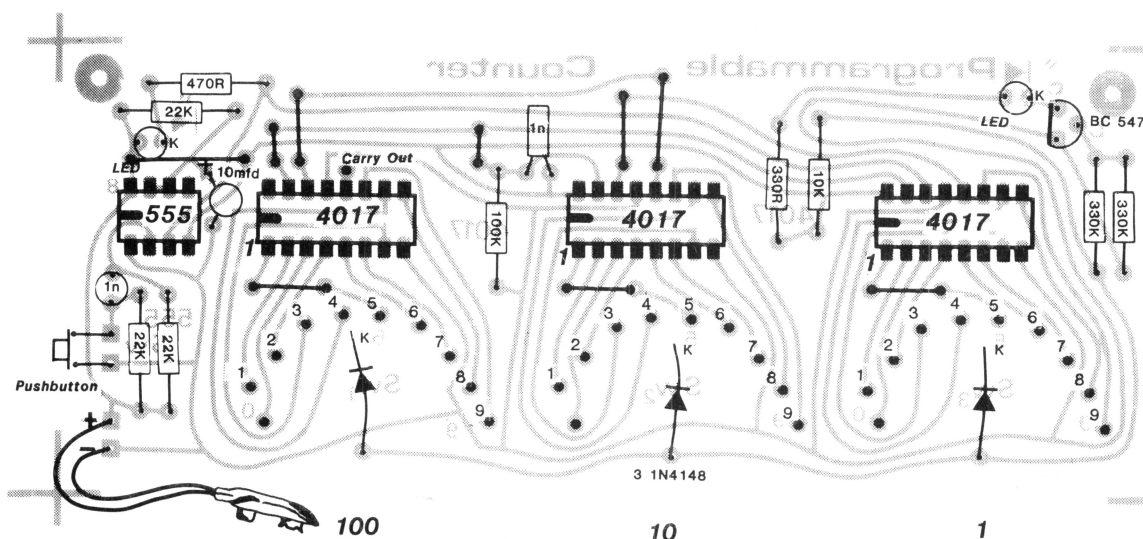 Programmable Counter
470R
22K
K
LED
10mfd
8
555
Carry Out
4017
1
1n
100K
4017
1
330R
10K
LED
K
BC 547
4017
1
330K
330K
1n
22K
22K
Pushbutton
+
-
0
1
2
3
4
5
6
7
8
9
K
0
1
2
3
4
5
6
7
8
9
K
SW2
3 1N4148
0
1
2
3
4
5
6
7
8
9
K
SW3
100
10
1